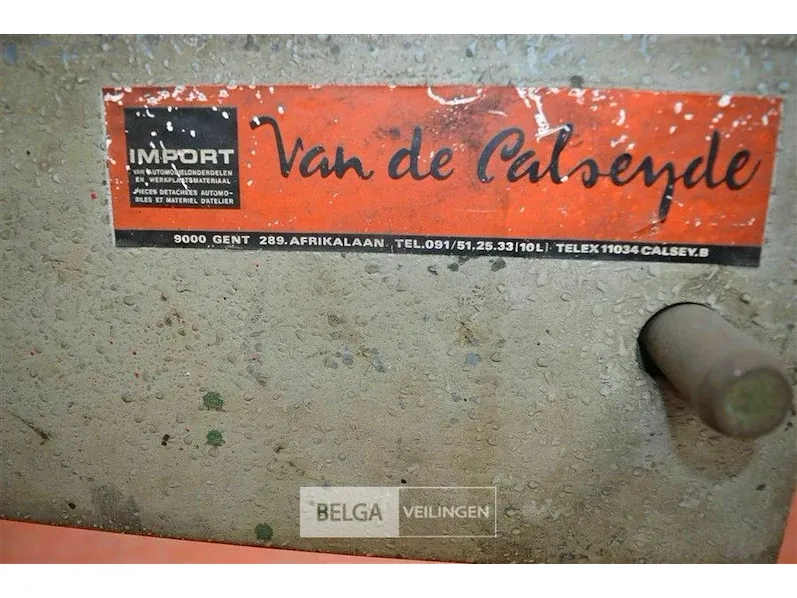 IMPORT
VAN AUTOMOBIELONDERDELEN
EN WERKPLAATSMATERIAAL
PIECES DETACHEES AUTOMO-
BILES ET MATERIEL D'ATELIER
Van de Calseyde
9000 GENT 289.AFRIKALAAN TEL.091/51.25.33(10L) TELEX 11034 CALSEY.B
BELGA VEILINGEN